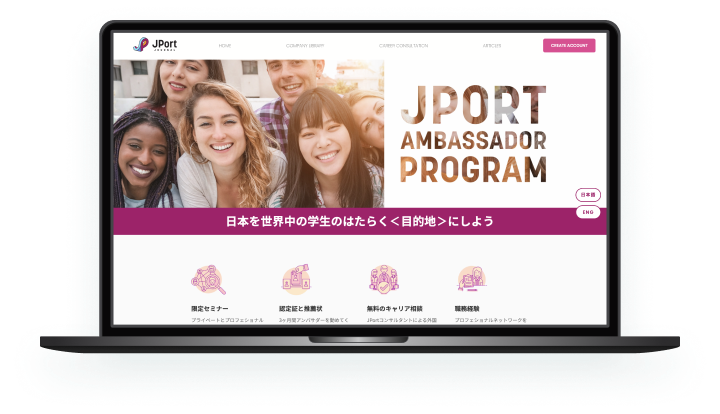 JPort
JOURNAL
HOME
COMPANY LIBRARY
CAREER CONSULTATION
ARTICLES
CREATE ACCOUNT
JPORT
AMBASSADOR
PROGRAM
日本語
ENG
日本を世界中の学生のはたらく<目的地>にしよう
限定セミナー
認定証と推薦状
無料のキャリア相談
職務経験
プライベートとプロフェショナル
3ヶ月間アンバサダーを勤めてく
JPortコンサルタントによる外国
プロフェショナルネットワークを